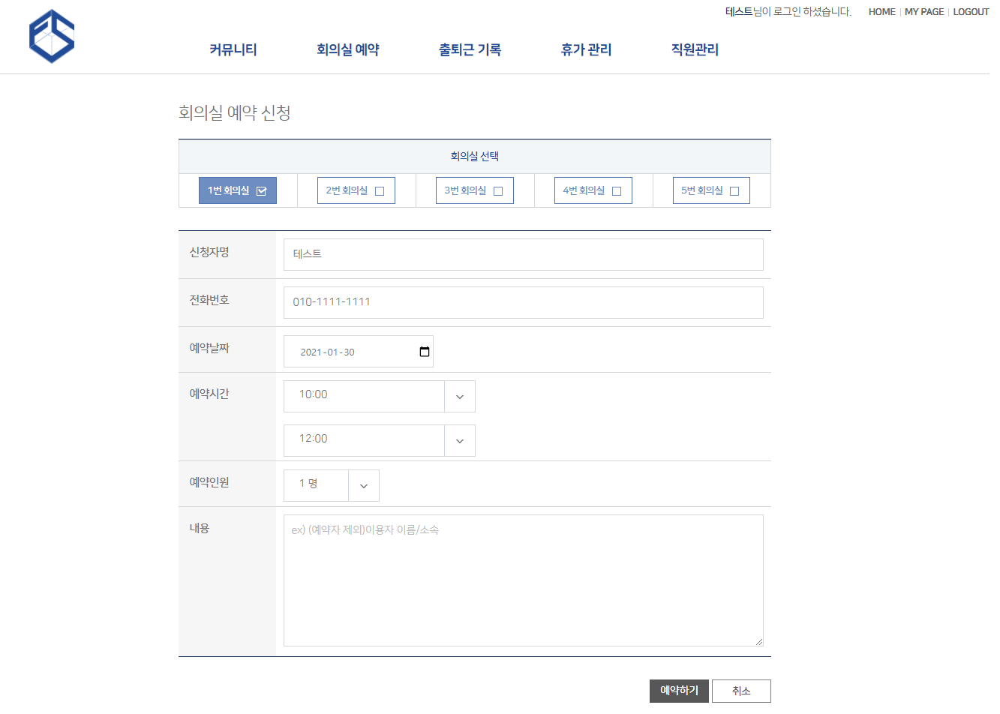 테스트님이 로그인 하셨습니다. HOME | MY PAGE | LOGOUT
커뮤니티 회의실 예약 출퇴근 기록 휴가 관리 직원관리
회의실 예약 신청
회의실 선택
1번 회의실 2번 회의실 3번 회의실 4번 회의실 5번 회의실
신청자명 테스트
전화번호 010-1111-1111
예약날짜 2021-01-30
예약시간 10:00
12:00
예약인원 1 명
내용 ex) (예약자 제외)이용자 이름/소속
예약하기 취소